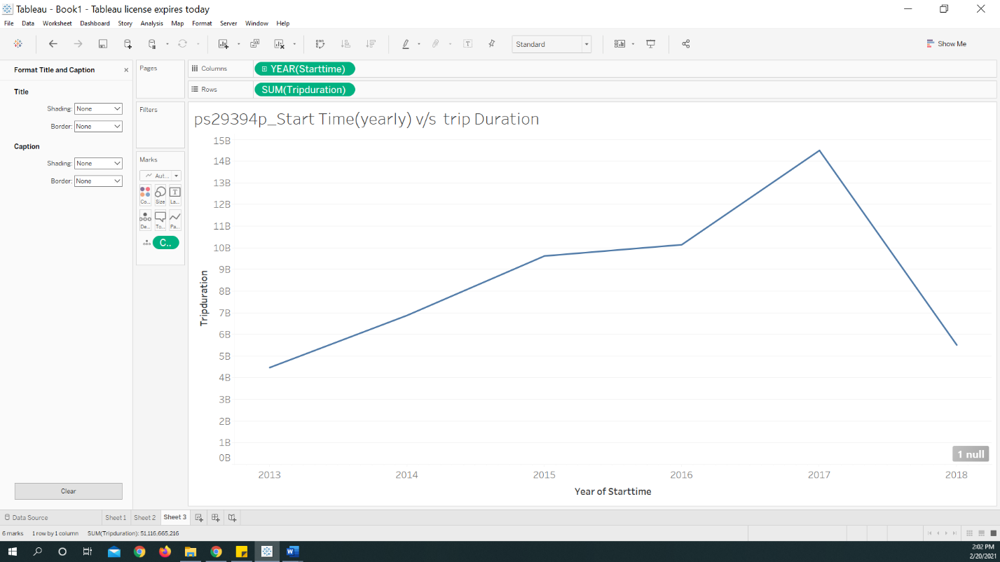 Tableau - Book1 - Tableau license expires today
File Data Worksheet Dashboard Story Analysis Map Format Server Window Help
Standard
Show Me
Format Title and Caption
Title
Shading: None
Border: None
Caption
Shading: None
Border: None
Clear
Pages
Filters
Marks
Aut...
Co... Size La...
T
De... To... Pa...
C..
Columns YEAR(Starttime)
Rows SUM(Tripduration)
ps29394p_Start Time(yearly) v/s trip Duration
15B
14B
13B
12B
11B
10B
9B
8B
7B
6B
5B
4B
3B
2B
1B
0B
Tripduration
1 null
2013 2014 2015 2016 2017 2018
Year of Starttime
Data Source Sheet 1 Sheet 2 Sheet 3
6 marks 1 row by 1 column SUM(Tripduration): 51,116,665,216
2:02 PM
2/20/2021